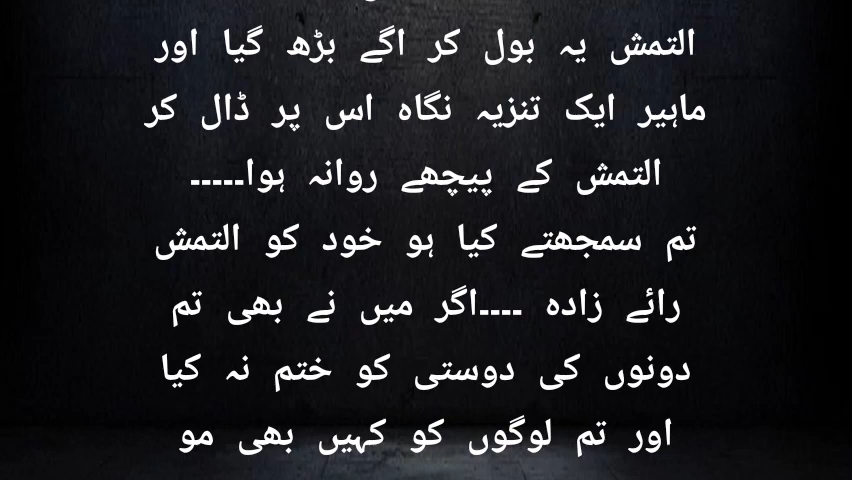 التمش یہ بول کر اگے بڑھ گیا اور
ماہیر ایک تنزیہ نگاہ اس پر ڈال کر
التمش کے پیچھے روانہ ہوا۔۔۔۔۔
تم سمجھتے کیا ہو خود کو التمش
رائے زادہ ۔۔۔۔اگر میں نے بھی تم
دونوں کی دوستی کو ختم نہ کیا
اور تم لوگوں کو کہیں بھی مو